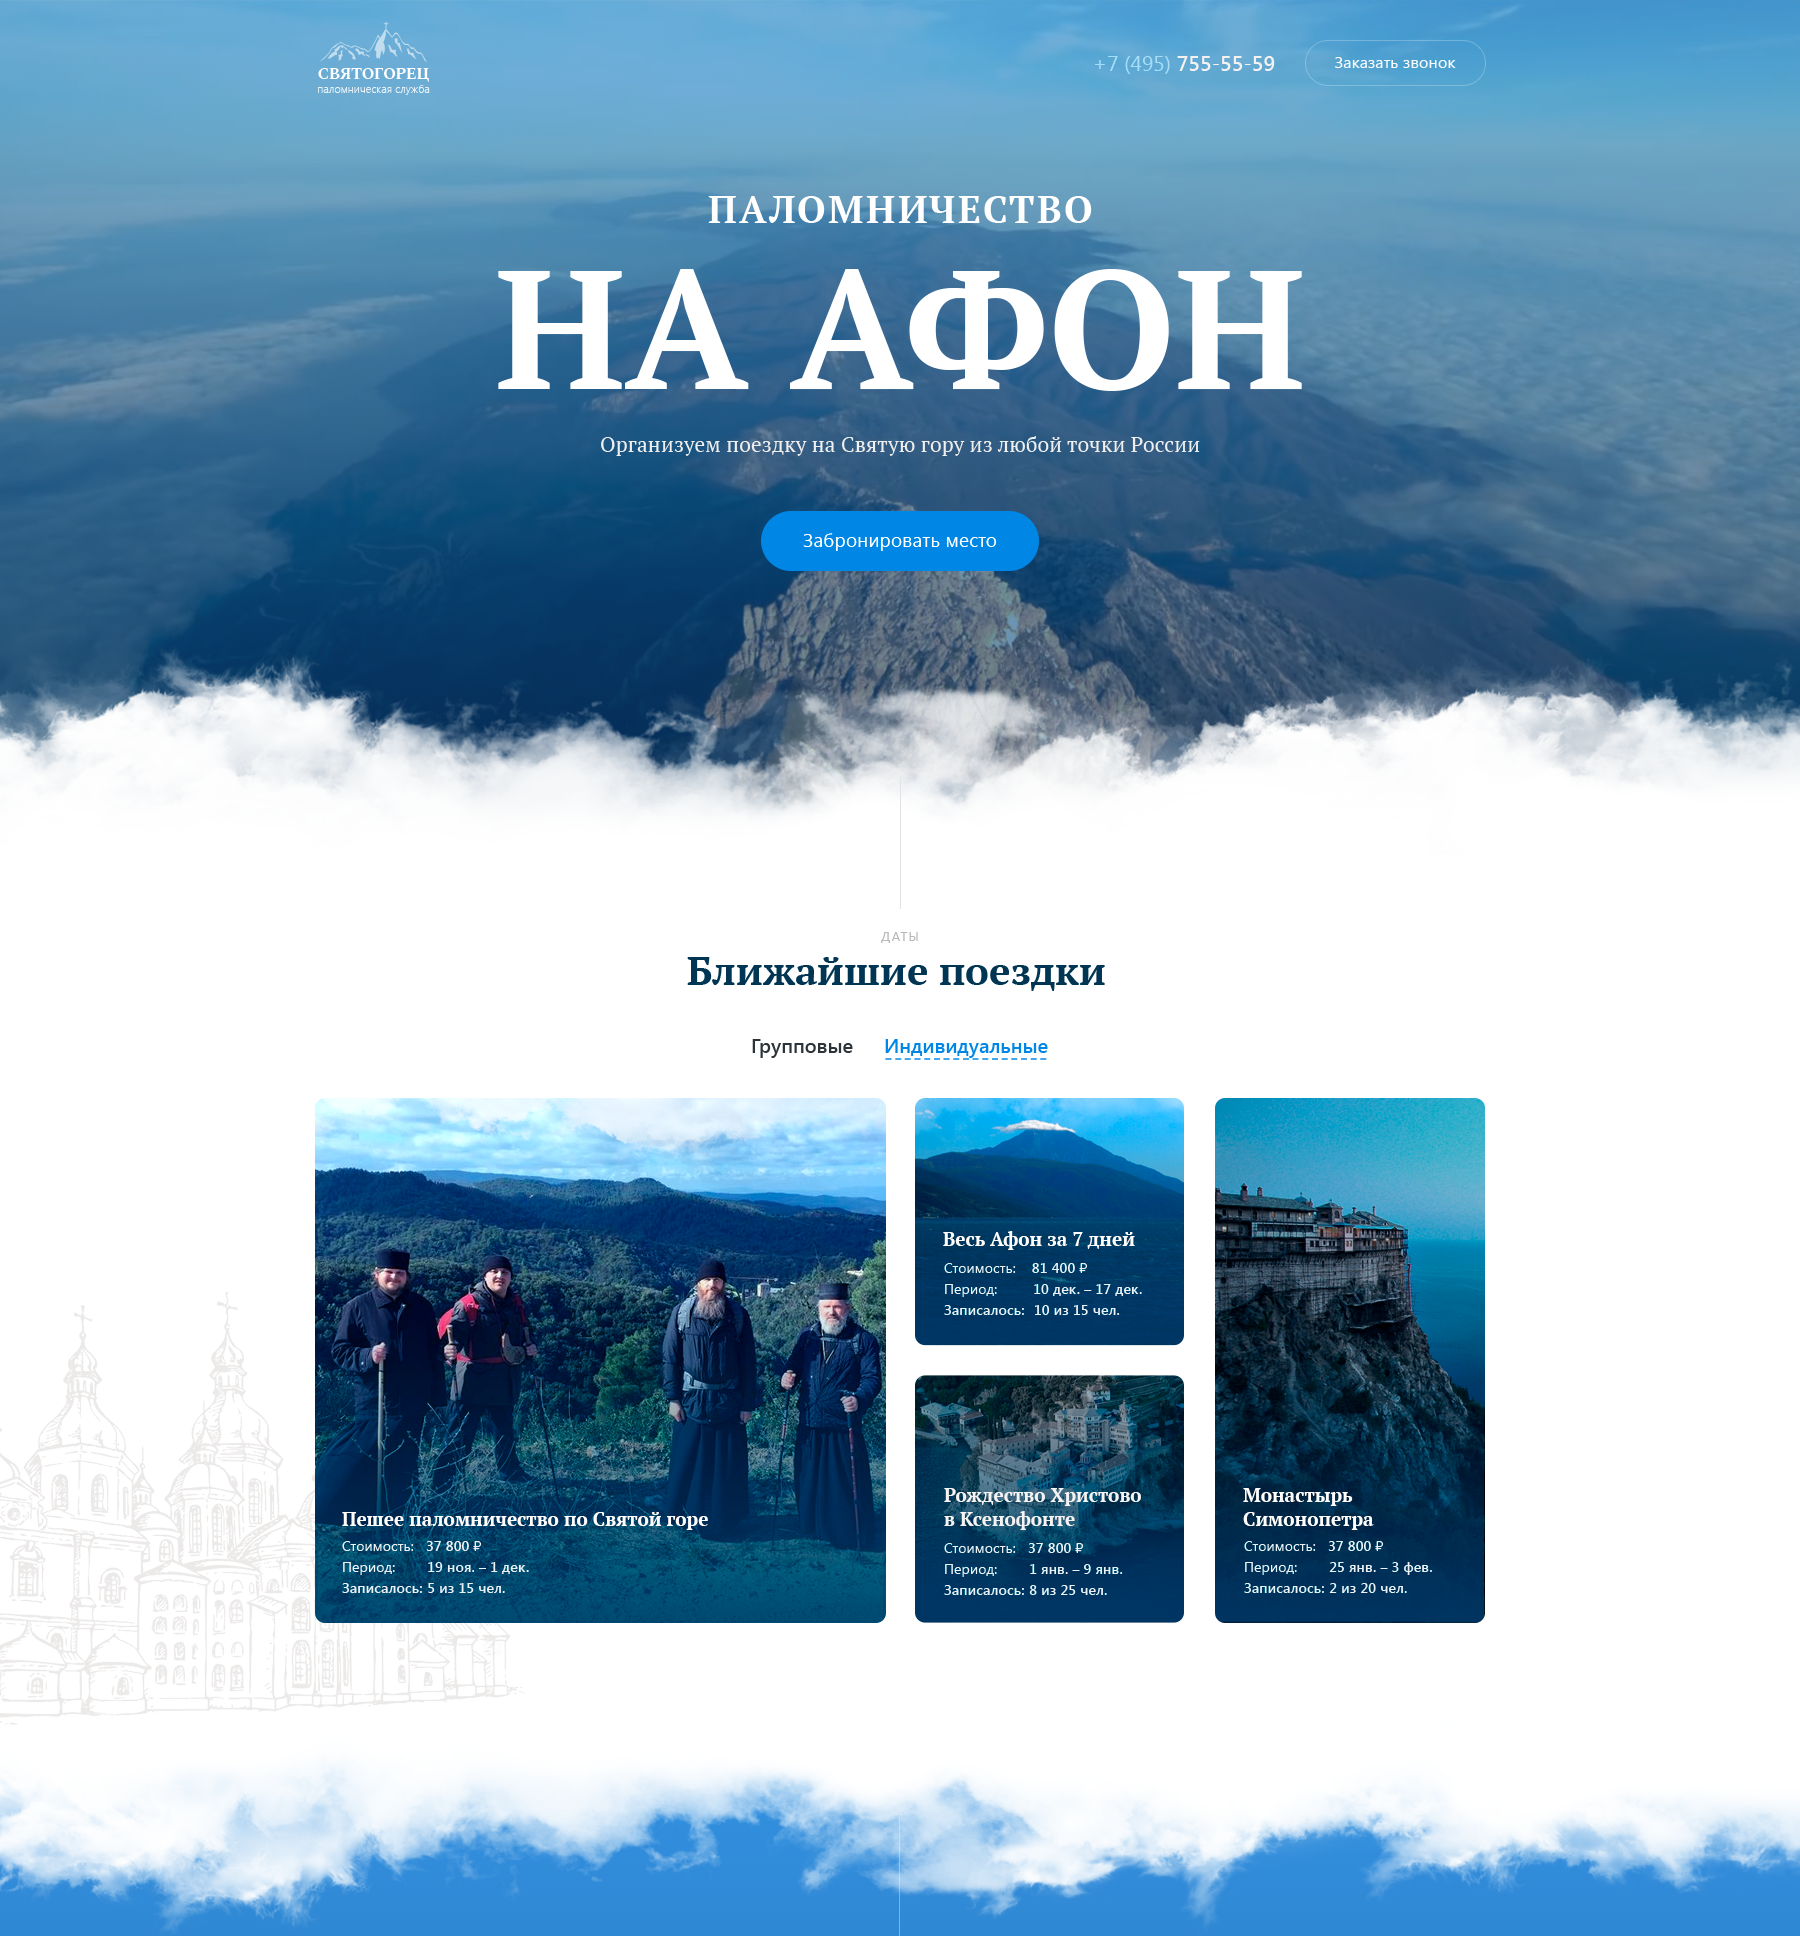 СВЯТОГОРЕЦ
паломническая служба
+7 (495) 755-55-59
Заказать звонок
ПАЛОМНИЧЕСТВО
НА АФОН
Организуем поездку на Святую гору из любой точки России
Забронировать место
ДАТЫ
Ближайшие поездки
Групповые Индивидуальные
Пешее паломничество по Святой горе
Стоимость: 37 800 ₽
Период: 19 ноя. – 1 дек.
Записалось: 5 из 15 чел.
Весь Афон за 7 дней
Стоимость: 81 400 ₽
Период: 10 дек. – 17 дек.
Записалось: 10 из 15 чел.
Рождество Христово
в Ксенофонте
Стоимость: 37 800 ₽
Период: 1 янв. – 9 янв.
Записалось: 8 из 25 чел.
Монастырь
Симонопетра
Стоимость: 37 800 ₽
Период: 25 янв. – 3 фев.
Записалось: 2 из 20 чел.